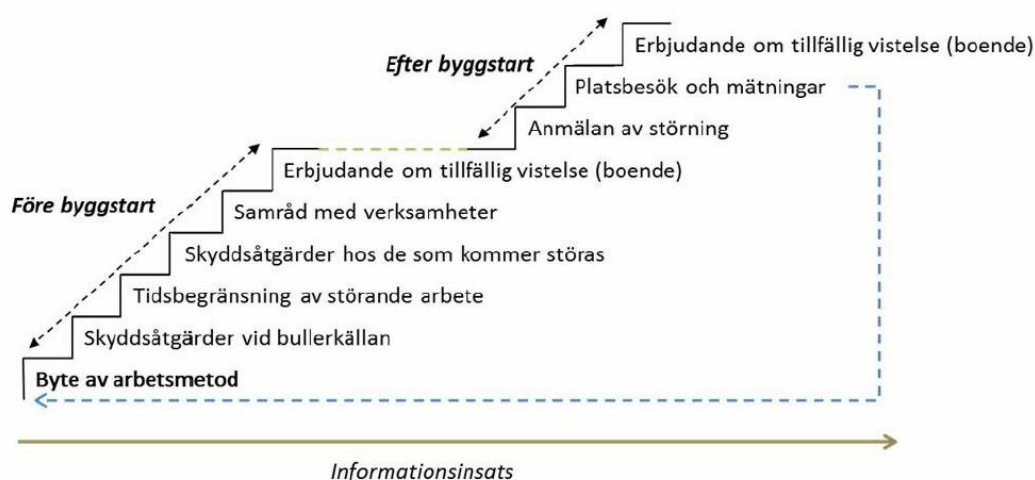 Erbjudande om tillfällig vistelse (boende)
Efter byggstart
Platsbesök och mätningar
Anmälan av störning
Erbjudande om tillfällig vistelse (boende)
Före byggstart
Samråd med verksamheter
Skyddsåtgärder hos de som kommer störas
Tidsbegränsning av störande arbete
Skyddsåtgärder vid bullerkällan
Byte av arbetsmetod
Informationsinsats